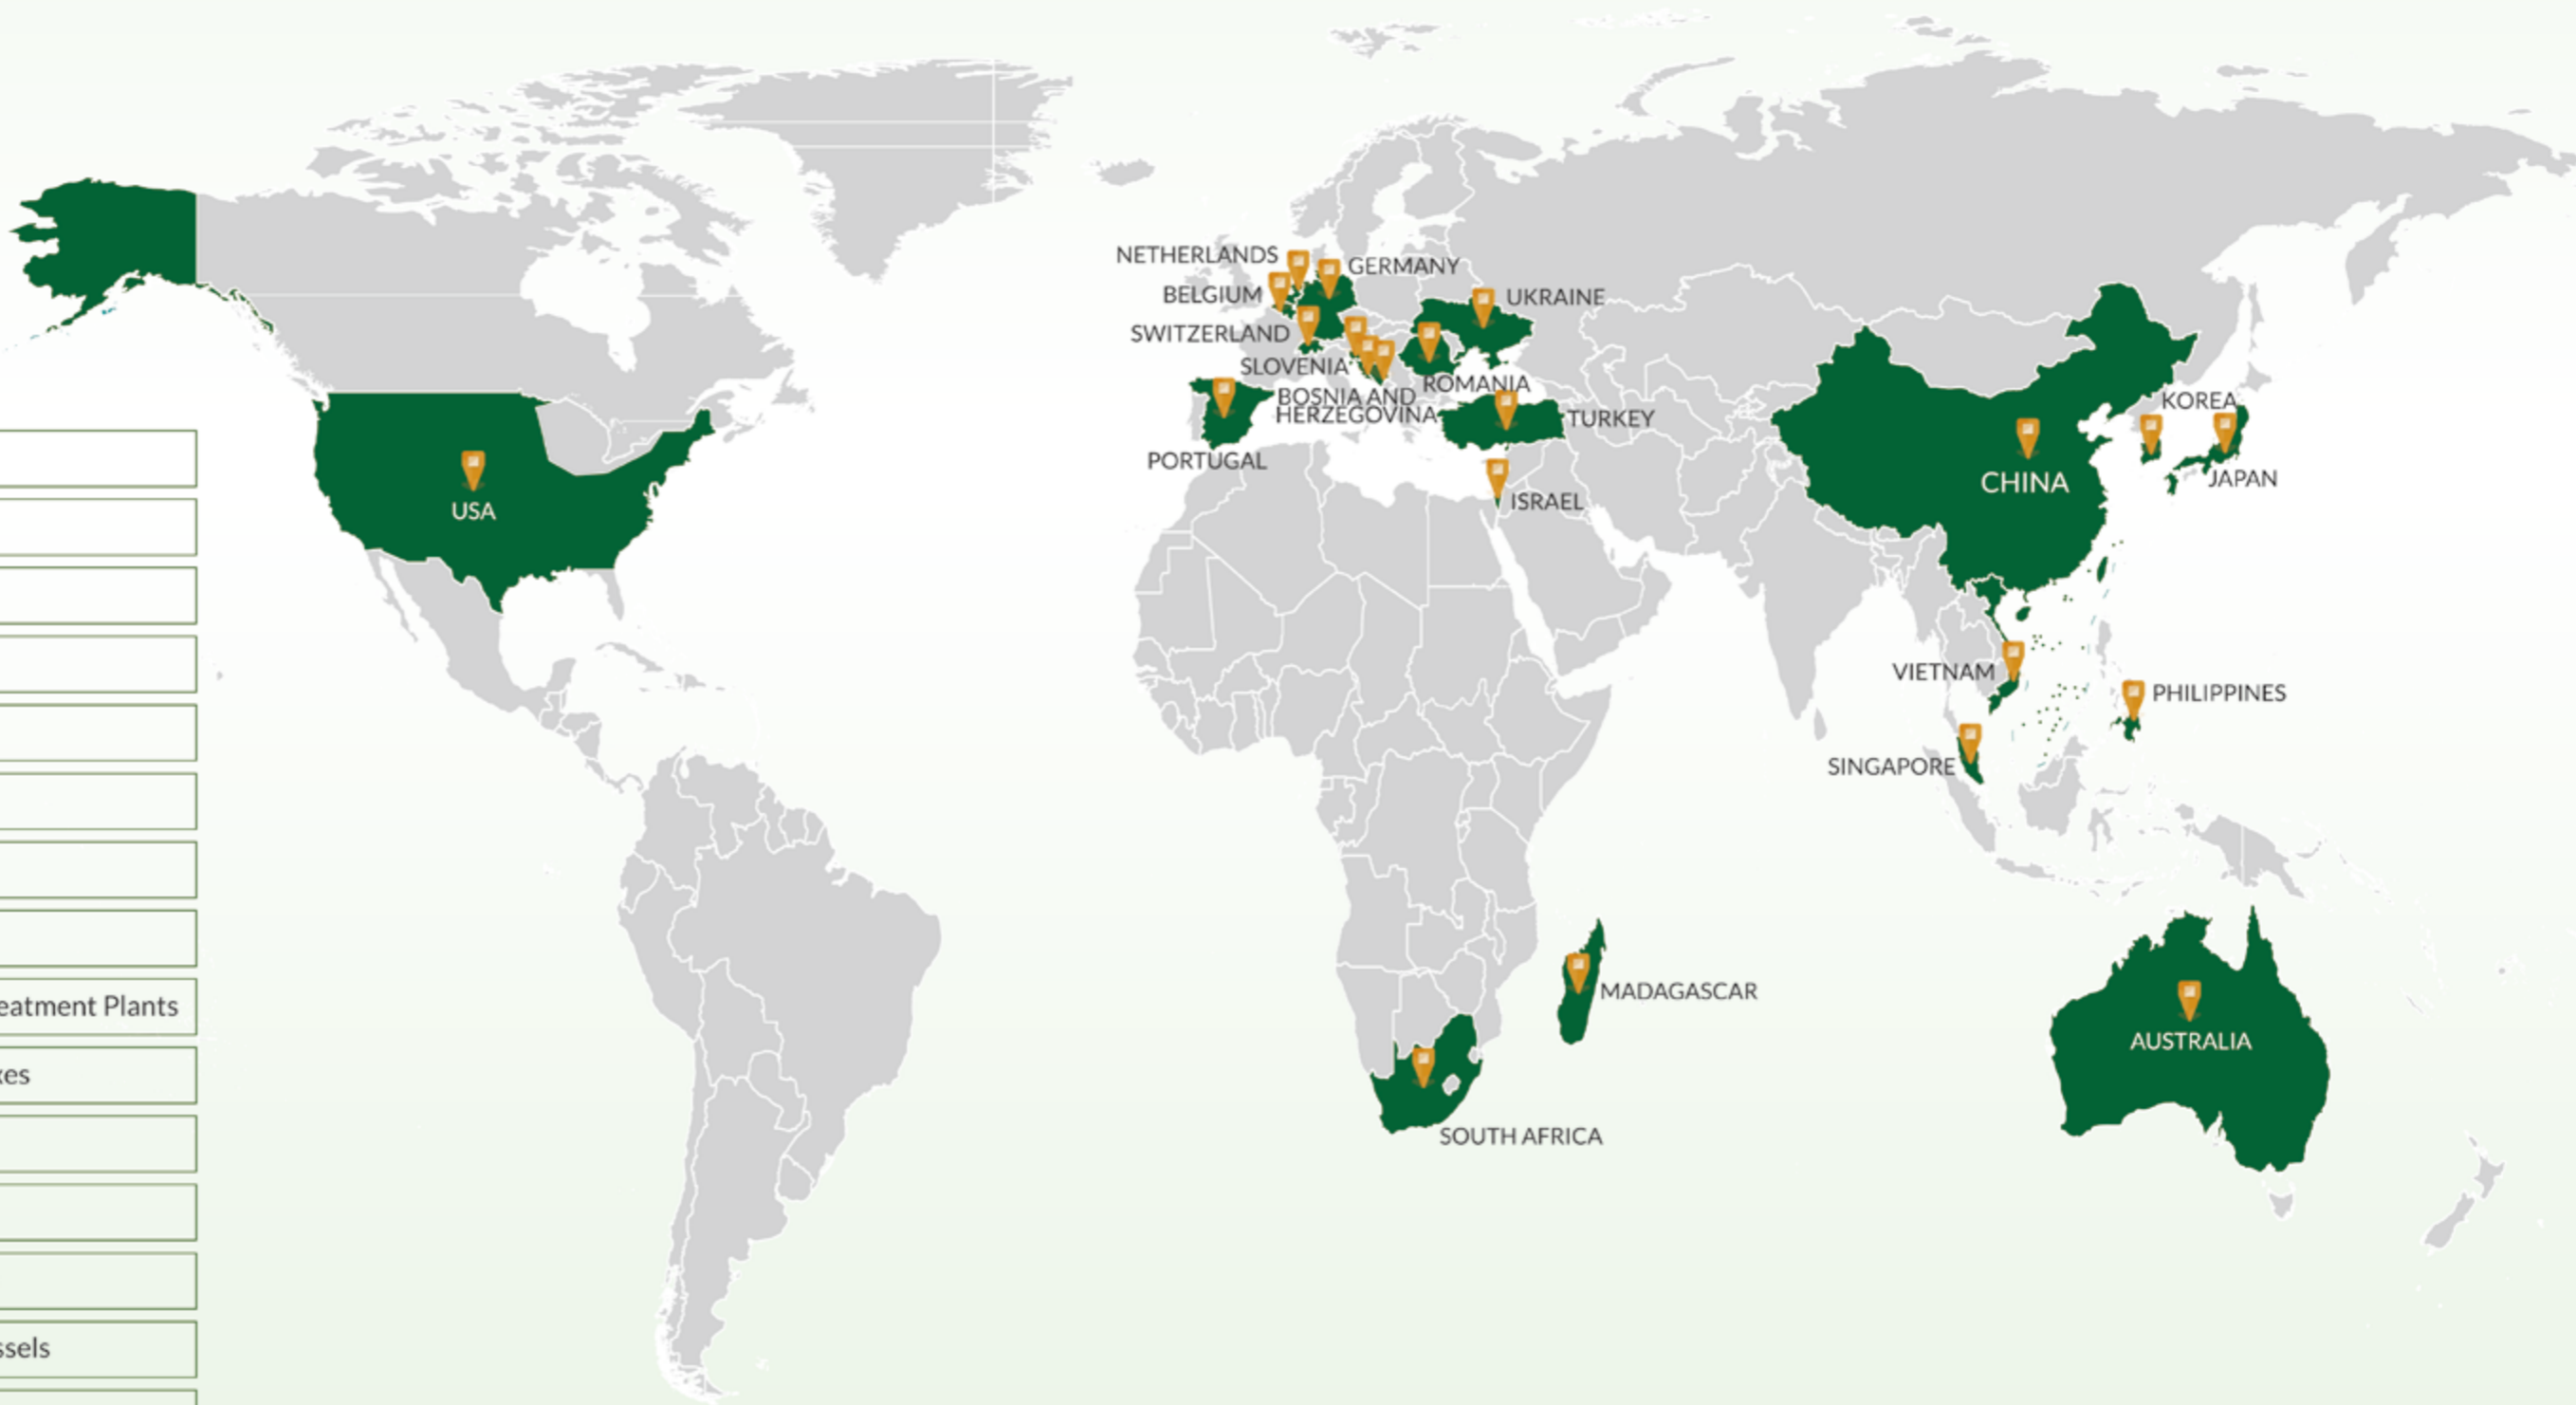 NETHERLANDS
GERMANY
BELGIUM
UKRAINE
SWITZERLAND
SLOVENIA
ROMANIA
BOSNIA AND
HERZEGOVINA
TURKEY
KOREA
PORTUGAL
JAPAN
CHINA
ISRAEL
USA
VIETNAM
PHILIPPINES
SINGAPORE
MADAGASCAR
AUSTRALIA
SOUTH AFRICA
eatment Plants
xes
ssels